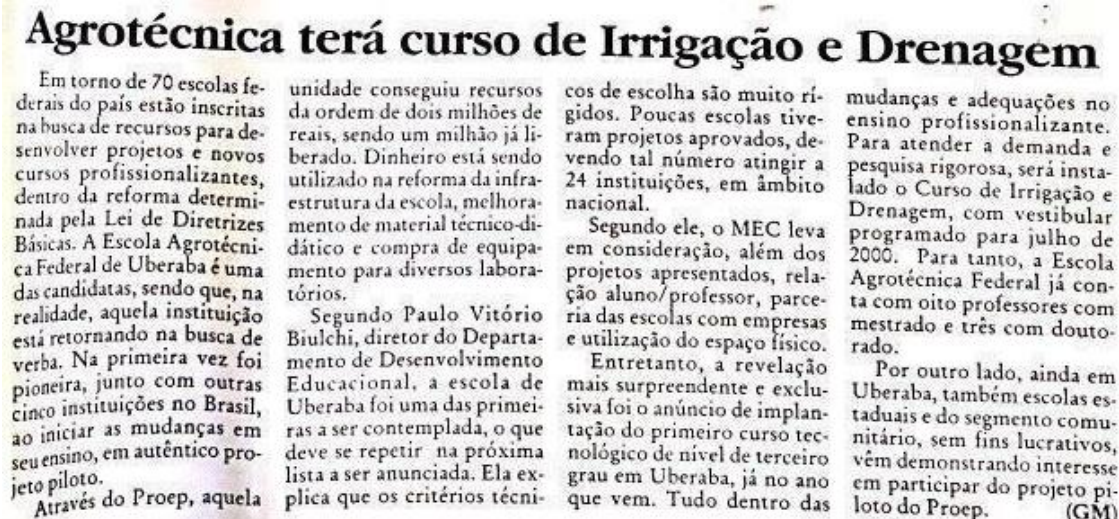 Agrotécnica terá curso de Irrigação e Drenagem
Em torno de 70 escolas fe-
derais do país estão inscritas
na busca de recursos para de-
senvolver projetos e novos
cursos profissionalizantes,
dentro da reforma determi-
nada pela Lei de Diretrizes
Básicas. A Escola Agrotécni-
ca Federal de Uberaba é uma
das candidatas, sendo que, na
realidade, aquela instituição
está retornando na busca de
verba. Na primeira vez foi
pioneira, junto com outras
cinco instituições no Brasil,
ao iniciar as mudanças em
seu ensino, em autêntico pro-
jeto piloto.
Através do Proep, aquela
unidade conseguiu recursos
da ordem de dois milhões de
reais, sendo um milhão já li-
berado. Dinheiro está sendo
utilizado na reforma da infra-
estrutura da escola, melhora-
mento de material técnico-di-
dático e compra de equipa-
mento para diversos labora-
tórios.
Segundo Paulo Vitório
Biulchi, diretor do Departa-
mento de Desenvolvimento
Educacional, a escola de
Uberaba foi uma das primei-
ras a ser contemplada, o que
deve se repetir na próxima
lista a ser anunciada. Ela ex-
plica que os critérios técni-
cos de escolha são muito rí-
gidos. Poucas escolas tive-
ram projetos aprovados, de-
vendo tal número atingir a
24 instituições, em âmbito
nacional.
Segundo ele, o MEC leva
em consideração, além dos
projetos apresentados, rela-
ção aluno/professor, parce-
ria das escolas com empresas
e utilização do espaço físico.
Entretanto, a revelação
mais surpreendente e exclu-
siva foi o anúncio de implan-
tação do primeiro curso tec-
nológico de nível de terceiro
grau em Uberaba, já no ano
que vem. Tudo dentro das
mudanças e adequações no
ensino profissionalizante.
Para atender a demanda e
pesquisa rigorosa, será insta-
lado o Curso de Irrigação e
Drenagem, com vestibular
programado para julho de
2000. Para tanto, a Escola
Agrotécnica Federal já con-
ta com oito professores com
mestrado e três com douto-
rado.
Por outro lado, ainda em
Uberaba, também escolas es-
taduais e do segmento comu-
nitário, sem fins lucrativos,
vêm demonstrando interesse
em participar do projeto pi-
loto do Proep. (GM)